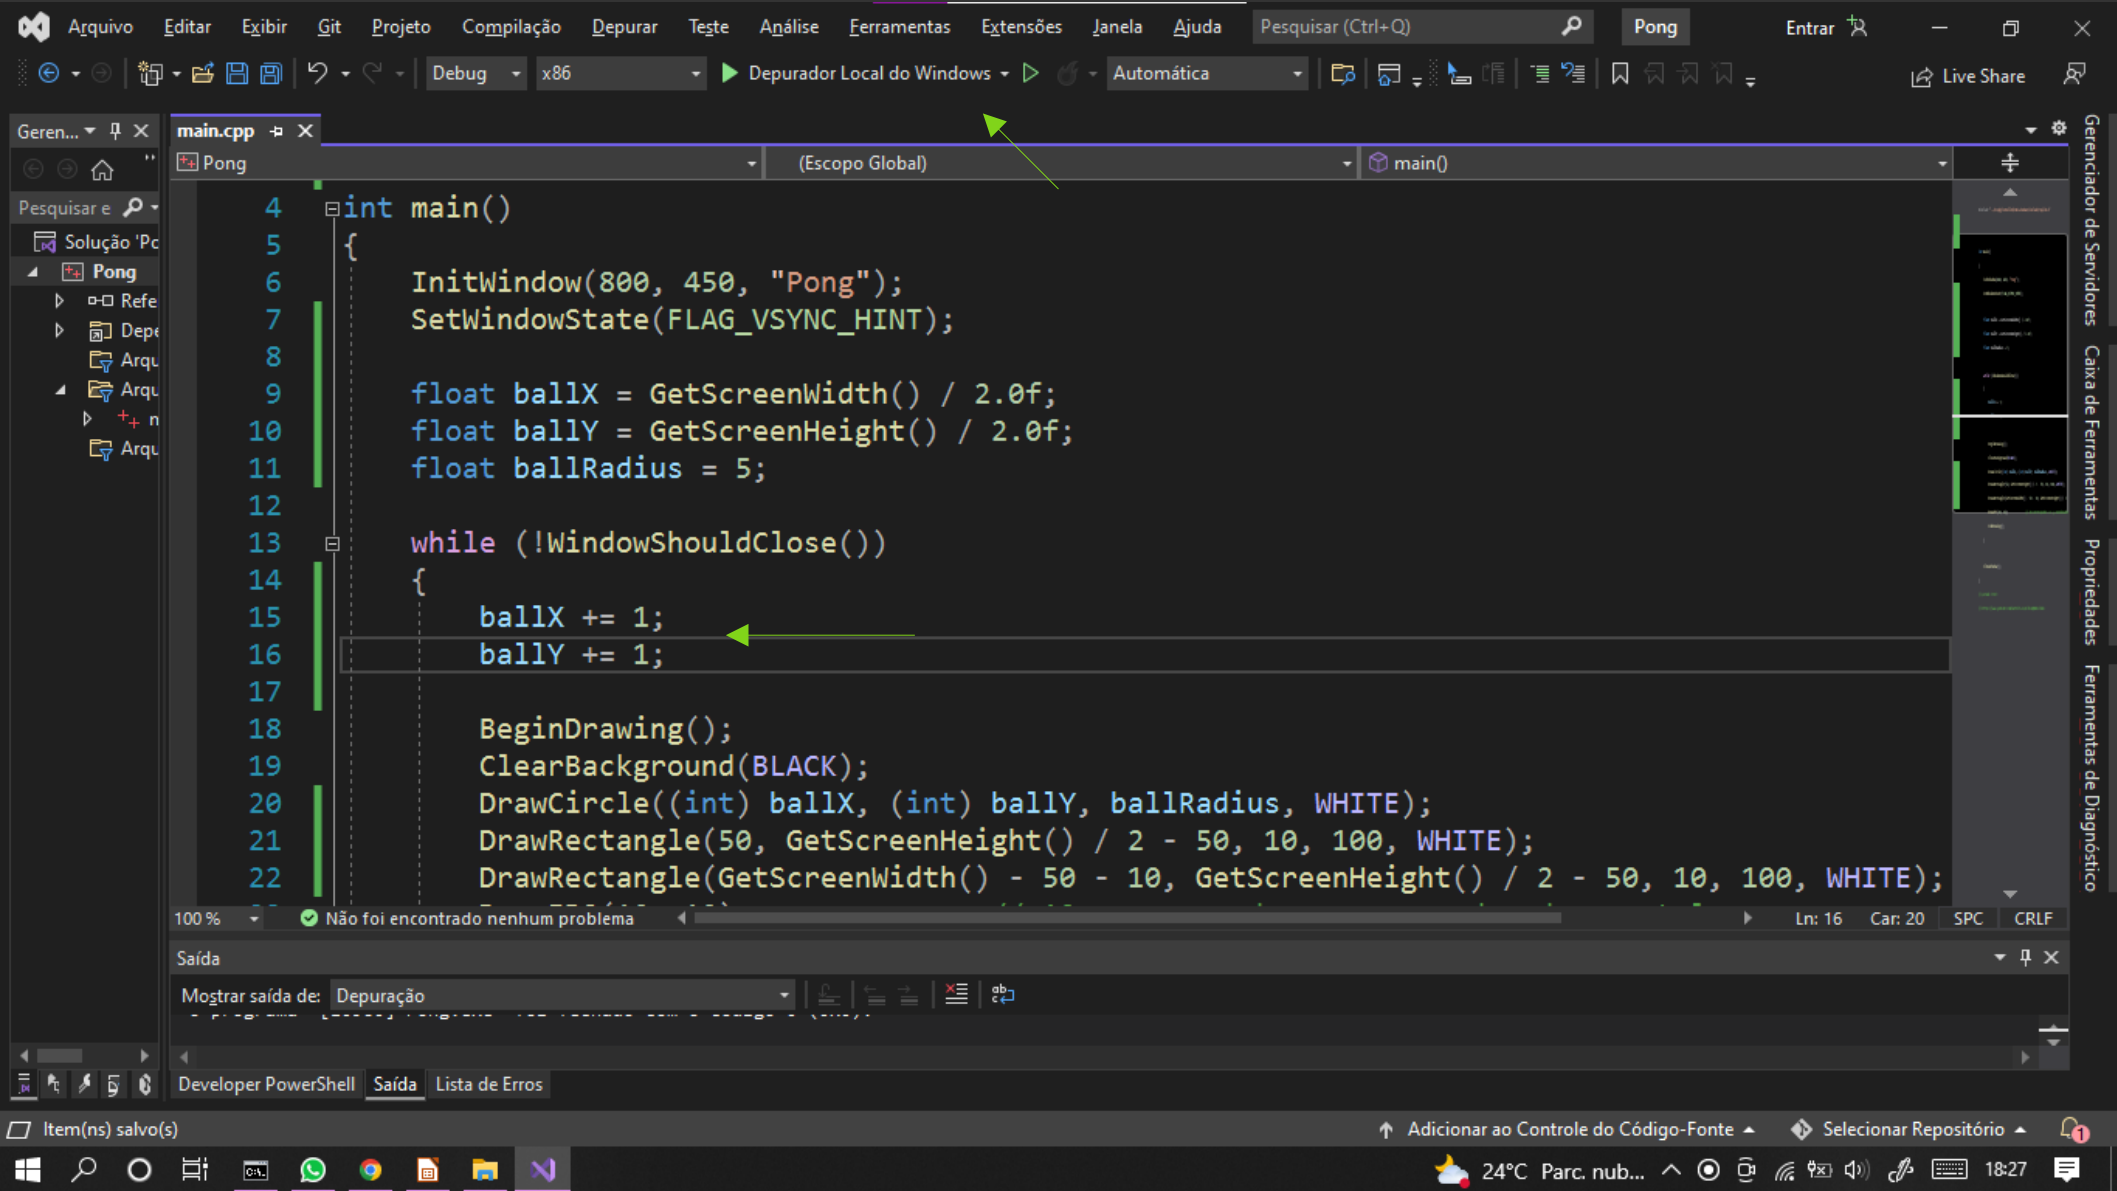 Arquivo Editar Exibir Git Projeto Compilação Depurar Teste Análise Ferramentas Extensões Janela Ajuda Pesquisar (Ctrl+Q) Pong Entrar
Debug x86 Depurador Local do Windows Automática Live Share
Geren... main.cpp
Pong (Escopo Global) main()
Pesquisar e
Solução 'Po
Pong
Refe
Depe
Arqu
Arqu
Arqu
4 int main()
5 {
6 InitWindow(800, 450, "Pong");
7 SetWindowState(FLAG_VSYNC_HINT);
8
9 float ballX = GetScreenWidth() / 2.0f;
10 float ballY = GetScreenHeight() / 2.0f;
11 float ballRadius = 5;
12
13 while (!WindowShouldClose())
14 {
15 ballX += 1;
16 ballY += 1;
17
18 BeginDrawing();
19 ClearBackground(BLACK);
20 DrawCircle((int) ballX, (int) ballY, ballRadius, WHITE);
21 DrawRectangle(50, GetScreenHeight() / 2 - 50, 10, 100, WHITE);
22 DrawRectangle(GetScreenWidth() - 50 - 10, GetScreenHeight() / 2 - 50, 10, 100, WHITE);
Gerenciador de Servidores
Caixa de Ferramentas
Propriedades
Ferramentas de Diagnóstico
100 % Não foi encontrado nenhum problema Ln: 16 Car: 20 SPC CRLF
Saída
Mostrar saída de: Depuração
Developer PowerShell Saída Lista de Erros
Item(ns) salvo(s) Adicionar ao Controle do Código-Fonte Selecionar Repositório 1
24°C Parc. nub... 18:27